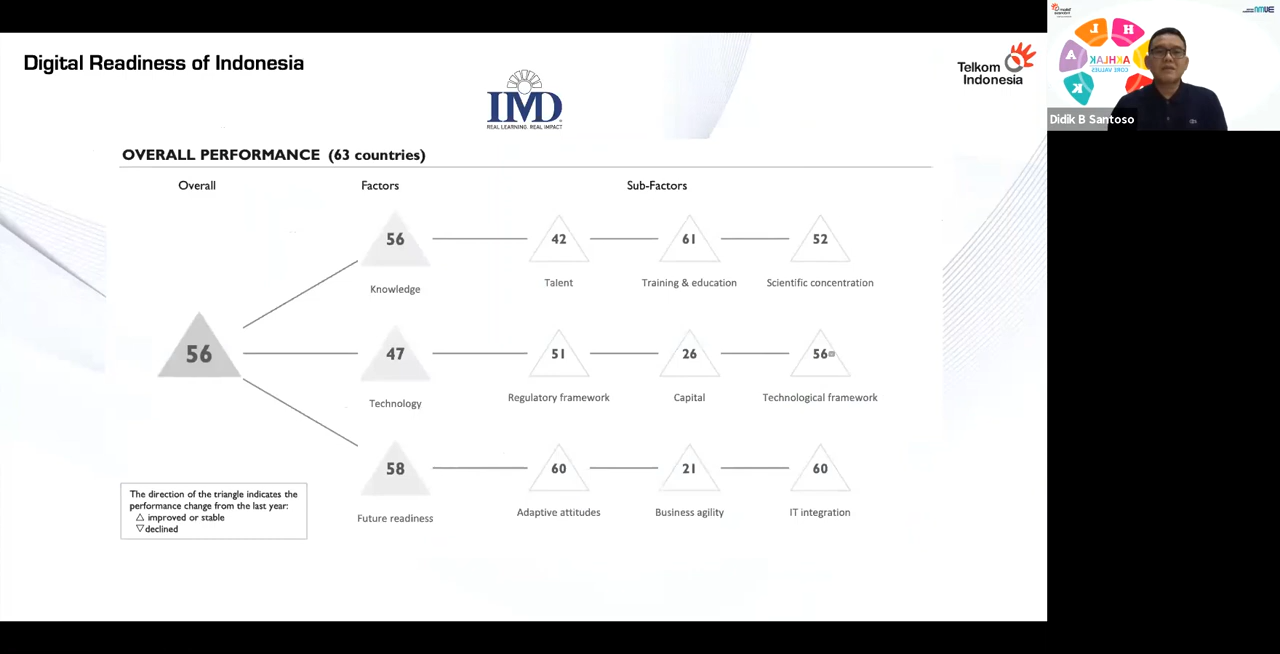 Digital Readiness of Indonesia
Telkom
Indonesia
IMD
REAL LEARNING. REAL IMPACT
OVERALL PERFORMANCE (63 countries)
Overall
Factors
Sub-Factors
56
42
61
52
Knowledge
Talent
Training & education
Scientific concentration
56
47
51
26
56
Technology
Regulatory framework
Capital
Technological framework
58
60
21
60
Future readiness
Adaptive attitudes
Business agility
IT integration
The direction of the triangle indicates the
performance change from the last year:
△ improved or stable
▽ declined
A
J
H
K
AKHLAK
CORE VALUES
Didik B Santoso